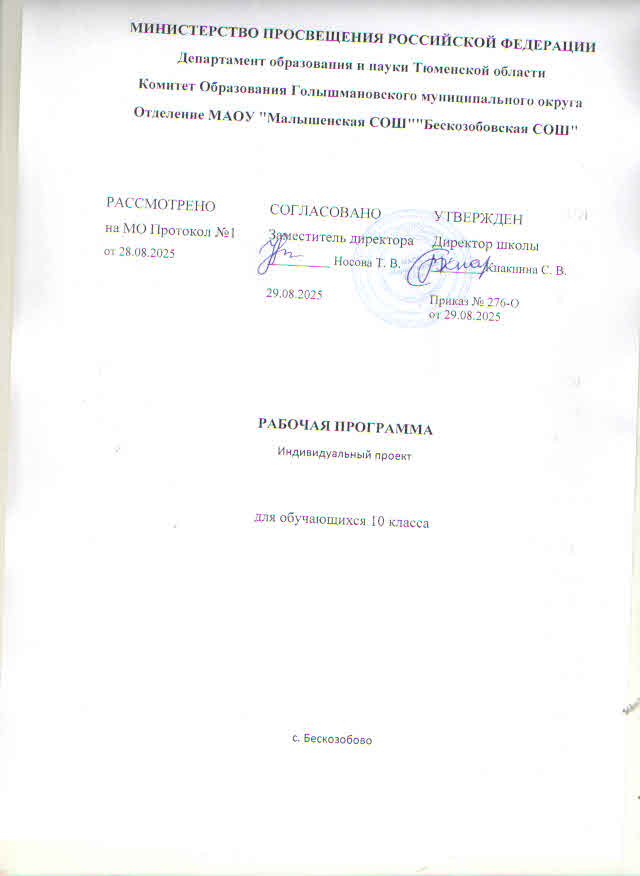 МИНИСТЕРСТВО ПРОСВЕЩЕНИЯ РОССИЙСКОЙ ФЕДЕРАЦИИ
Департамент образования и науки Тюменской области
Комитет Образования Голышмановского муниципального округа
Отделение МАОУ "Малышенская СОШ""Бескозобовская СОШ"
РАССМОТРЕНО
на МО Протокол №1
от 28.08.2025
СОГЛАСОВАНО
Заместитель директора
Носова Т. В.
29.08.2025
УТВЕРЖДЕН
Директор школы
С. В.
Приказ № 276-О
от 29.08.2025
РАБОЧАЯ ПРОГРАММА
Индивидуальный проект
для обучающихся 10 класса
с. Бескозобово